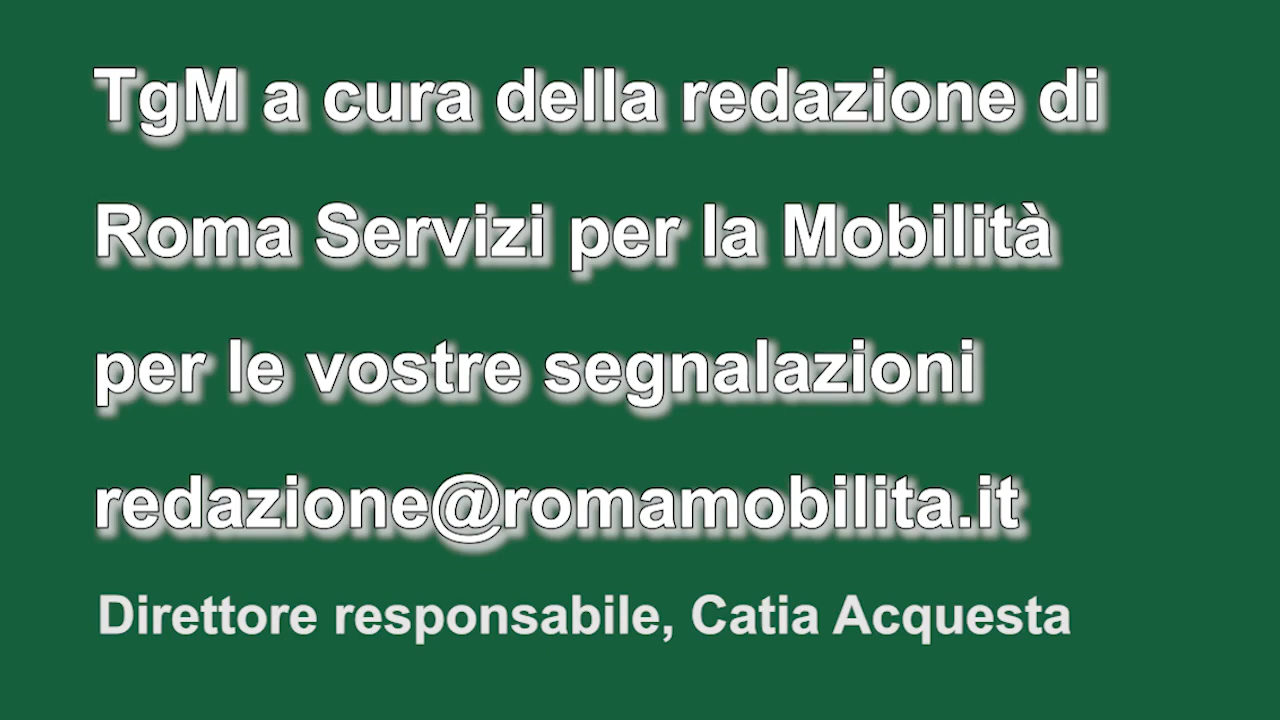 TgM a cura della redazione di
Roma Servizi per la Mobilità
per le vostre segnalazioni
redazione@romamobilita.it
Direttore responsabile, Catia Acquesta